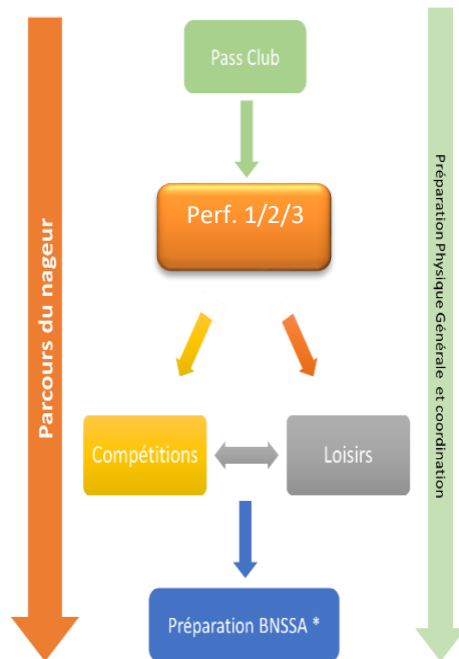 Pass Club
Perf. 1/2/3
Parcours du nageur
Préparation Physique Générale et coordination
Compétitions
Loisirs
Préparation BNSSA *